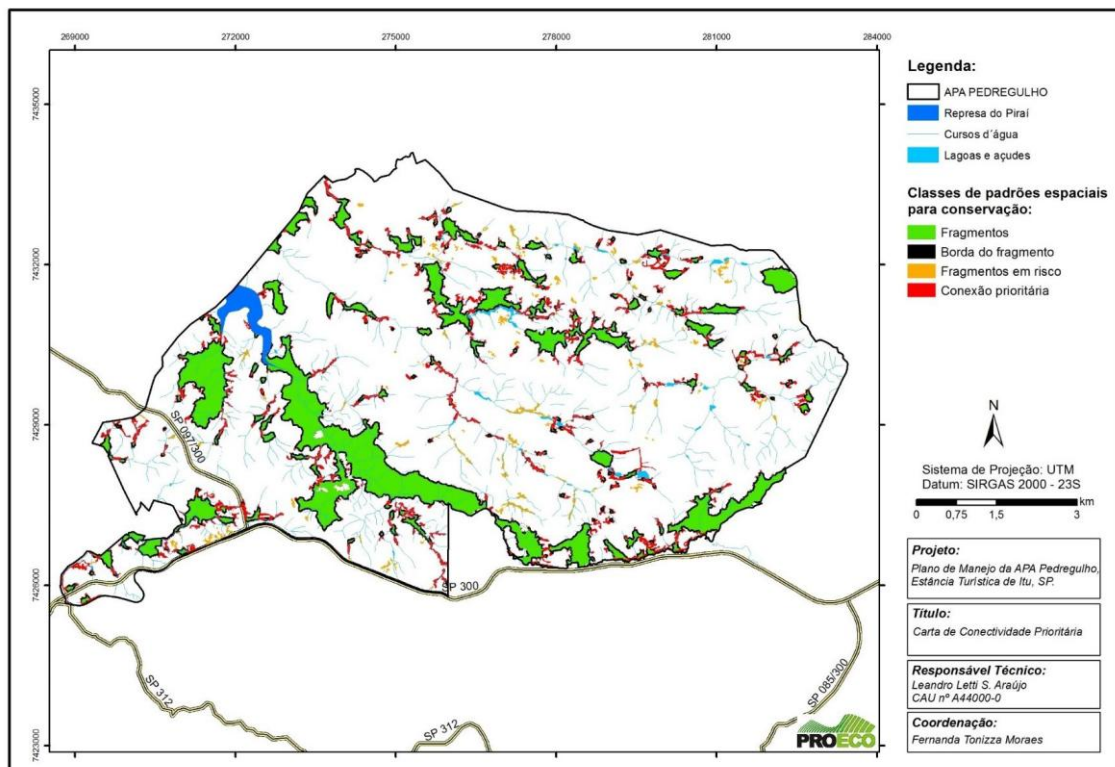 269000 272000 275000 278000 281000 284000
7435000
7432000
7429000
7426000
7423000
SP 097/300
SP 300
SP 312
SP 312
SP 085/300
PROECO
Legenda:
APA PEDREGULHO
Represa do Piraí
Cursos d´água
Lagoas e açudes
Classes de padrões espaciais
para conservação:
Fragmentos
Borda do fragmento
Fragmentos em risco
Conexão prioritária
N
Sistema de Projeção: UTM
Datum: SIRGAS 2000 - 23S
km
0 0,75 1,5 3
Projeto:
Plano de Manejo da APA Pedregulho,
Estância Turística de Itu, SP.
Título:
Carta de Conectividade Prioritária
Responsável Técnico:
Leandro Letti S. Araújo
CAU nº A44000-0
Coordenação:
Fernanda Tonizza Moraes